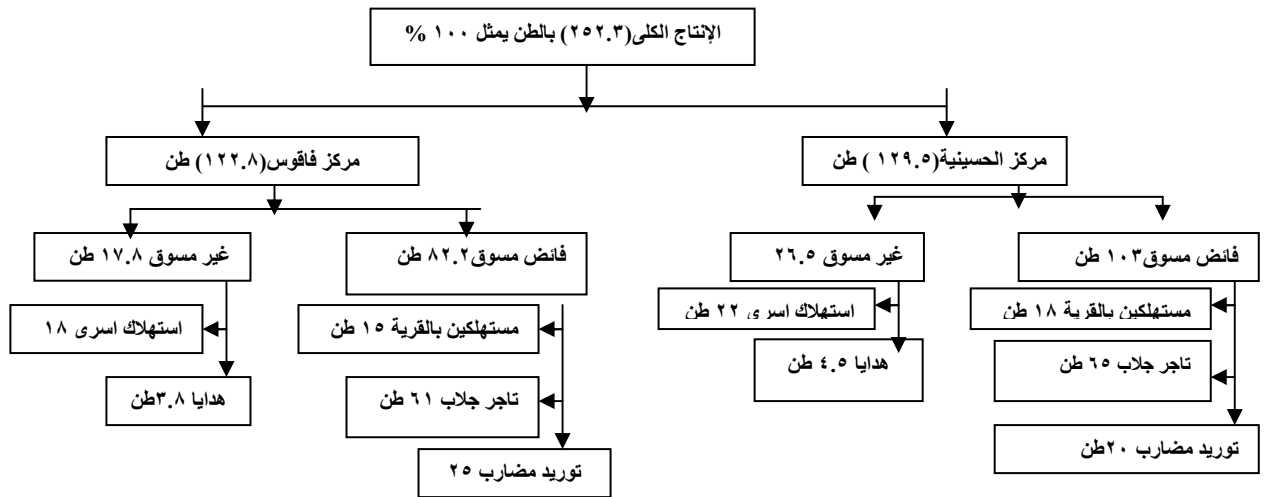 الإنتاج الكلى(٢٥٢.٣) بالطن يمثل ١٠٠ %
مركز الحسينية(١٢٩.٥ ) طن
مركز فاقوس(١٢٢.٨) طن
فائض مسوق١٠٣ طن
غير مسوق ٢٦.٥
فائض مسوق٨٢.٢ طن
غير مسوق ١٧.٨ طن
مستهلكين بالقرية ١٨ طن
استهلاك اسرى ٢٢ طن
مستهلكين بالقرية ١٥ طن
استهلاك اسرى ١٨
تاجر جلاب ٦٥ طن
هدايا ٤.٥ طن
تاجر جلاب ٦١ طن
هدايا ٣.٨طن
توريد مضارب ٢٠طن
توريد مضارب ٢٥